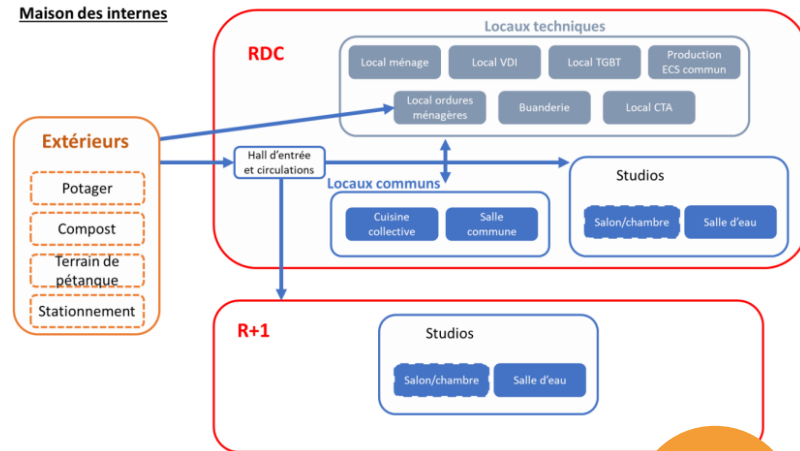 Maison des internes
Locaux techniques
RDC
Local ménage
Local VDI
Local TGBT
Production
ECS commun
Local ordures
ménagères
Buanderie
Local CTA
Extérieurs
Potager
Compost
Terrain de
pétanque
Stationnement
Hall d'entrée
et circulations
Locaux communs
Cuisine
collective
Salle
commune
Studios
Salon/chambre
Salle d'eau
R+1
Studios
Salon/chambre
Salle d'eau